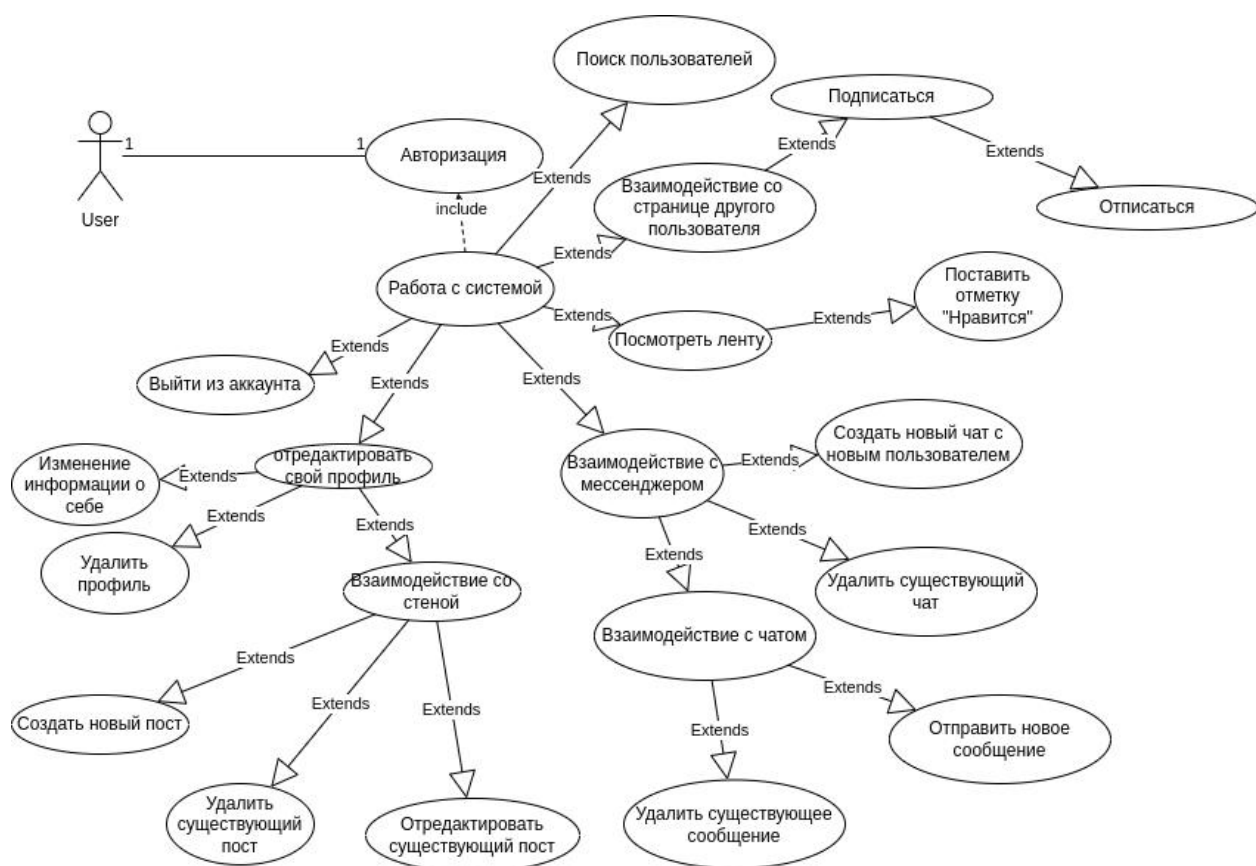 Поиск пользователей
Подписаться
1
1
Авторизация
Extends
Extends
Extends
Взаимодействие со
странице другого
пользователя
User
include
Отписаться
Extends
Работа с системой
Поставить
отметку
"Нравится"
Extends
Extends
Посмотреть ленту
Extends
Выйти из аккаунта
Extends
Extends
отредактировать
свой профиль
Создать новый чат с
новым пользователем
Изменение
информации о
себе
Extends
Взаимодействие с
мессенджером
Extends
Extends
Extends
Extends
Extends
Удалить
профиль
Взаимодействие со
стеной
Удалить существующий
чат
Взаимодействие с чатом
Extends
Extends
Создать новый пост
Extends
Extends
Extends
Отправить новое
сообщение
Удалить
существующий
пост
Отредактировать
существующий пост
Удалить существующее
сообщение